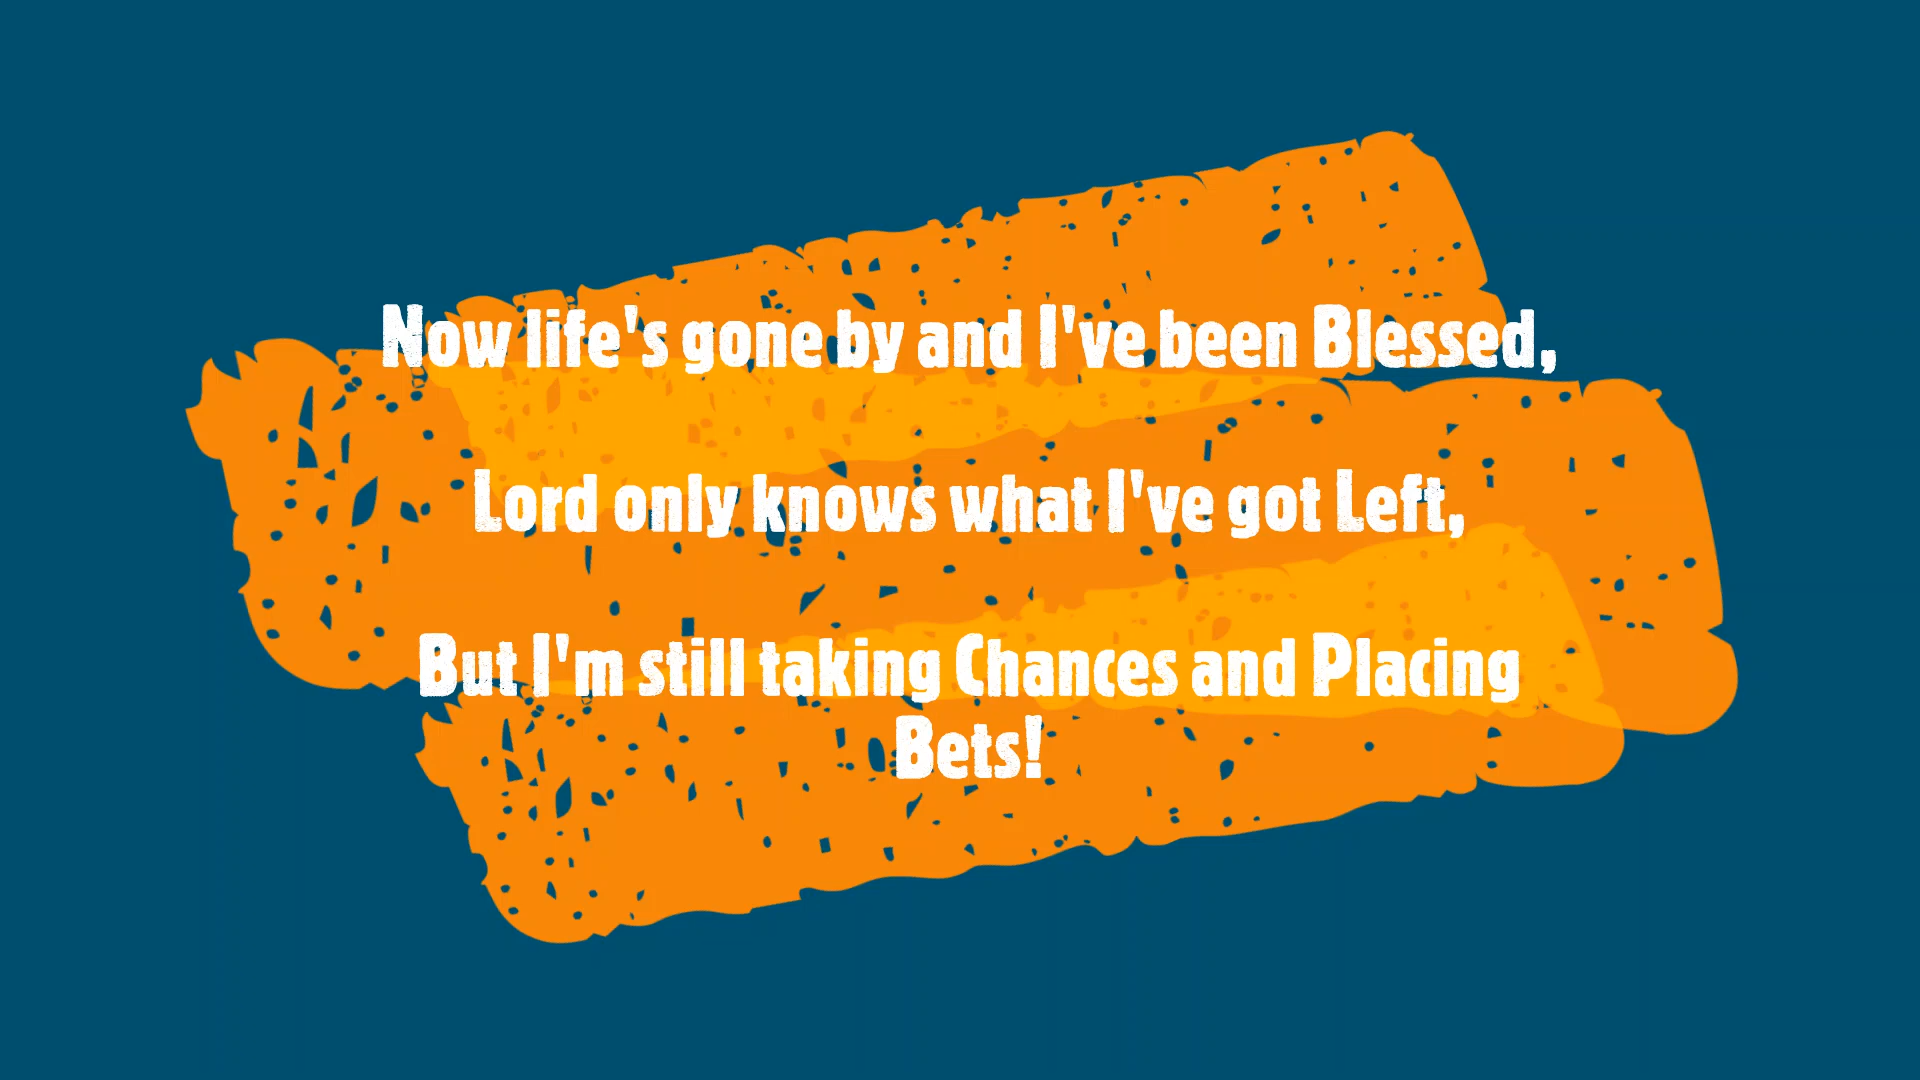 Now life's gone by and I've been Blessed,
Lord only knows what I've got Left,
But I'm still taking Chances and Placing
Bets!